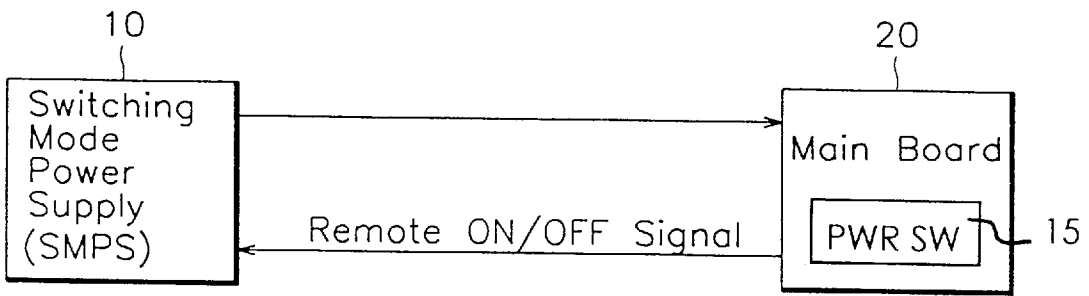 10
20
Switching
Mode
Power
Supply
(SMPS)
Main Board
Remote ON/OFF Signal
PWR SW
15